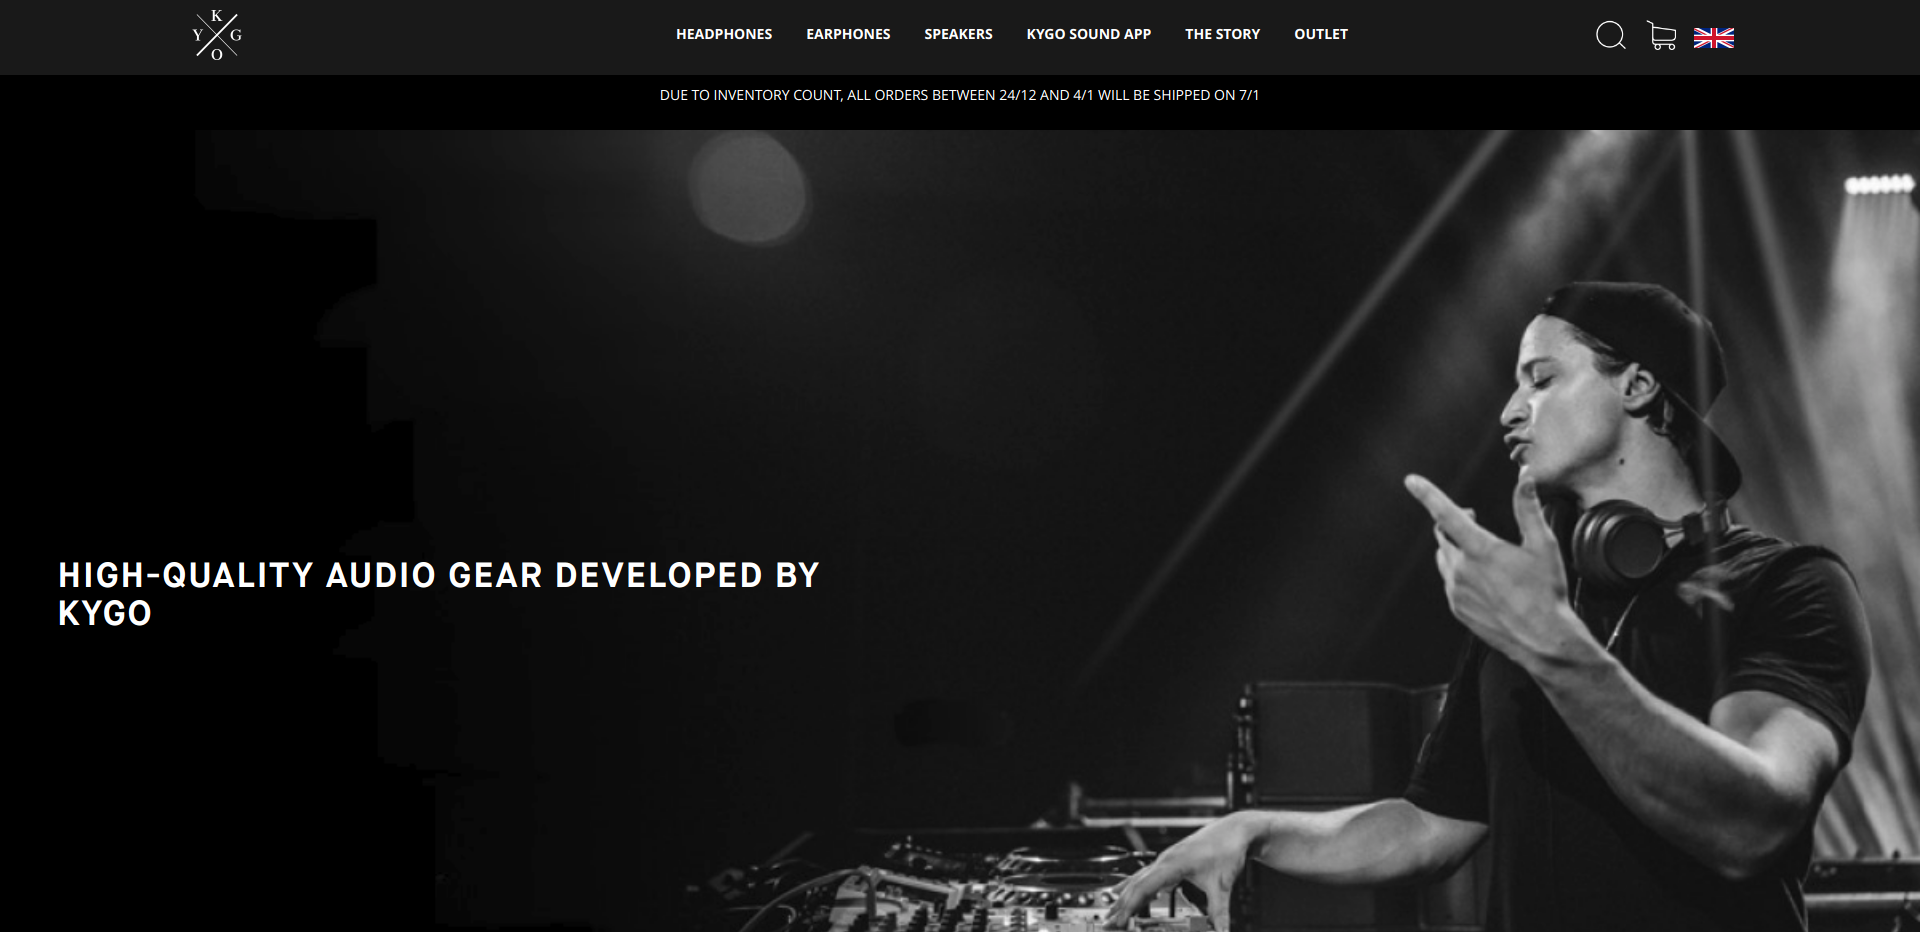 K
Y G
O
HEADPHONES EARPHONES SPEAKERS KYGO SOUND APP THE STORY OUTLET
DUE TO INVENTORY COUNT, ALL ORDERS BETWEEN 24/12 AND 4/1 WILL BE SHIPPED ON 7/1
HIGH-QUALITY AUDIO GEAR DEVELOPED BY
KYGO